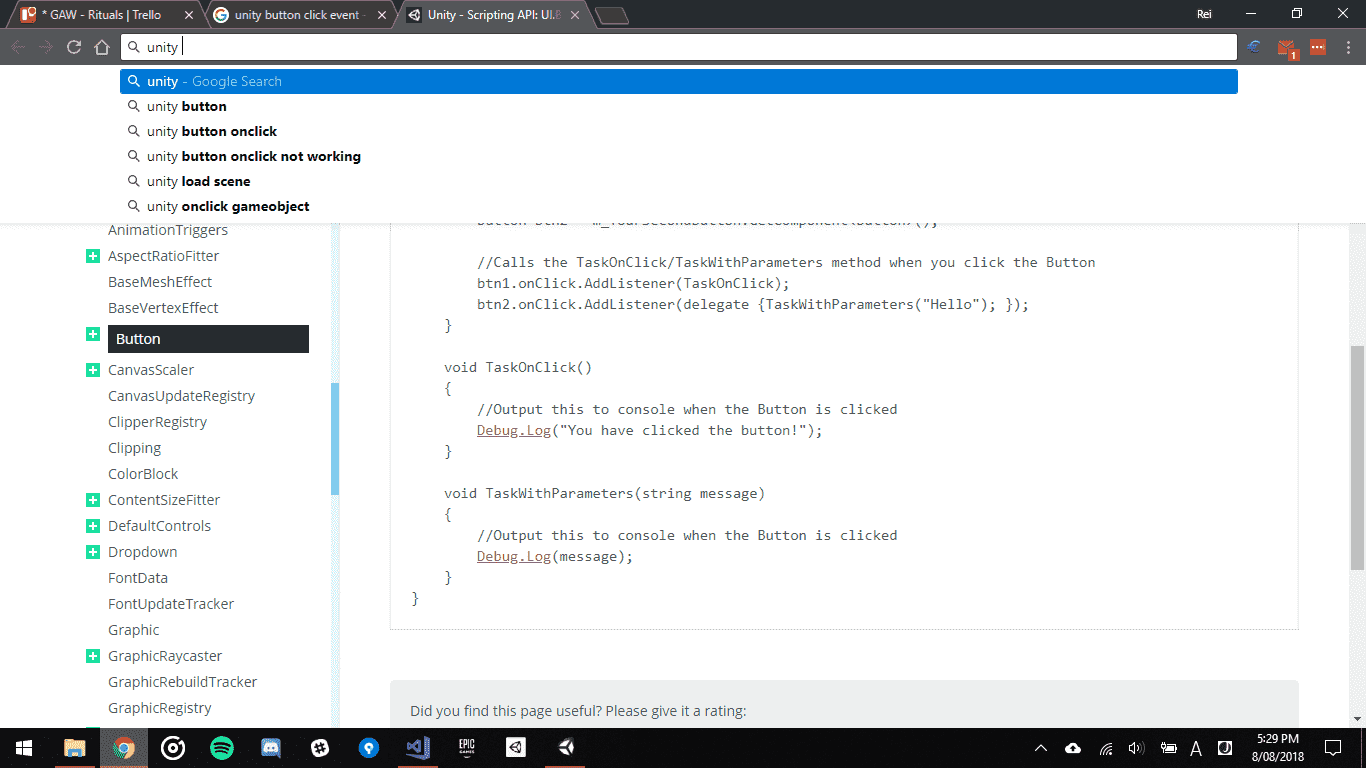 * GAW - Rituals | Trello
unity button click event -
Unity - Scripting API: UI.B
Rei
unity
1
unity - Google Search
unity button
unity button onclick
unity button onclick not working
unity load scene
unity onclick gameobject
AnimationTriggers
AspectRatioFitter
BaseMeshEffect
BaseVertexEffect
Button
CanvasScaler
CanvasUpdateRegistry
ClipperRegistry
Clipping
ColorBlock
ContentSizeFitter
DefaultControls
Dropdown
FontData
FontUpdateTracker
Graphic
GraphicRaycaster
GraphicRebuildTracker
GraphicRegistry
//Calls the TaskOnClick/TaskWithParameters method when you click the Button
btn1.onClick.AddListener(TaskOnClick);
btn2.onClick.AddListener(delegate {TaskWithParameters("Hello"); });
}
void TaskOnClick()
{
//Output this to console when the Button is clicked
Debug.Log("You have clicked the button!");
}
void TaskWithParameters(string message)
{
//Output this to console when the Button is clicked
Debug.Log(message);
}
}
Did you find this page useful? Please give it a rating:
EPIC
GAMES
A
J
5:29 PM
8/08/2018